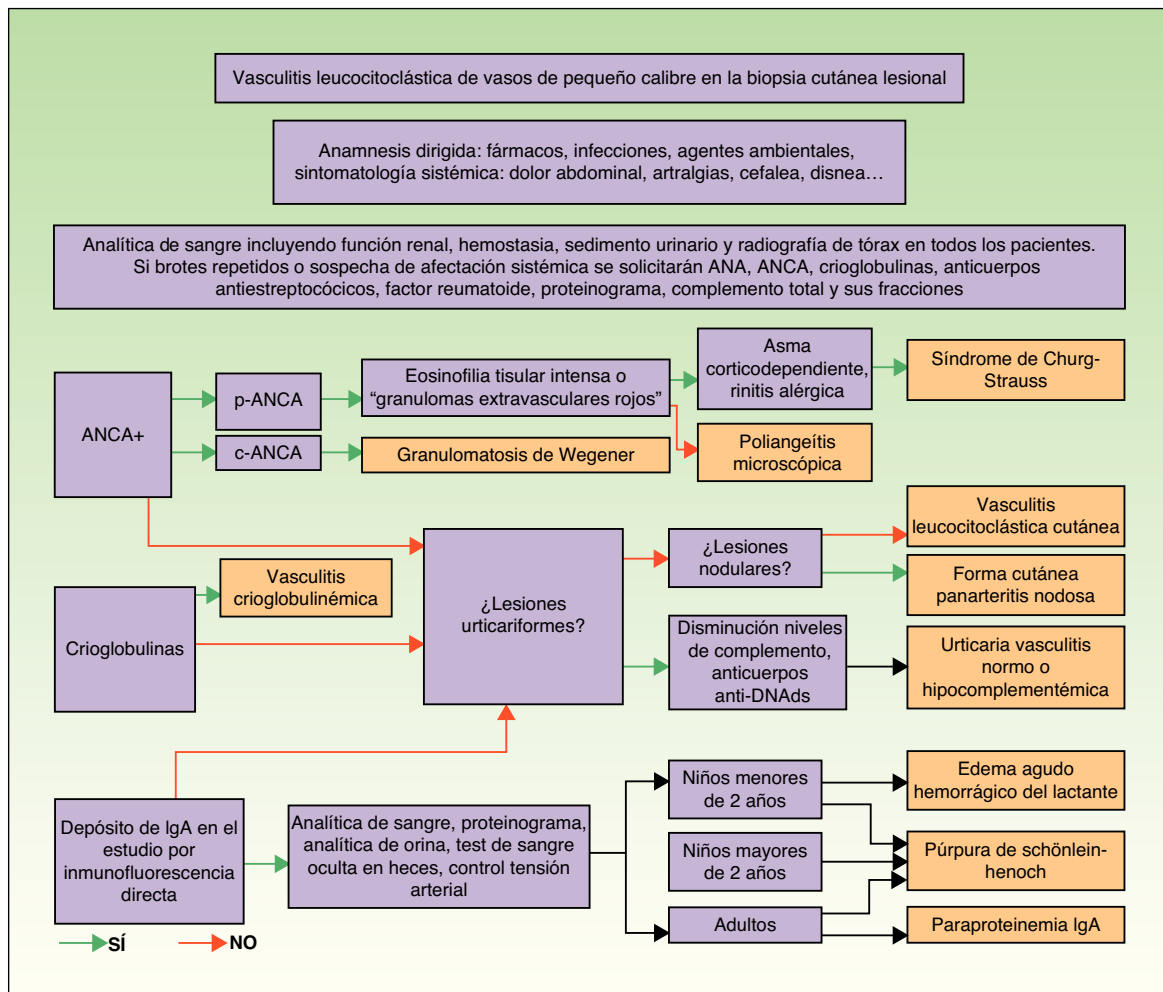 Vasculitis leucocitoclástica de vasos de pequeño calibre en la biopsia cutánea lesional
Anamnesis dirigida: fármacos, infecciones, agentes ambientales,
sintomatología sistémica: dolor abdominal, artralgias, cefalea, disnea…
Analítica de sangre incluyendo función renal, hemostasia, sedimento urinario y radiografía de tórax en todos los pacientes.
Si brotes repetidos o sospecha de afectación sistémica se solicitarán ANA, ANCA, crioglobulinas, anticuerpos
antiestreptocócicos, factor reumatoide, proteinograma, complemento total y sus fracciones
ANCA+
p-ANCA
Eosinofilia tisular intensa o
“granulomas extravasculares rojos”
Asma
corticodependiente,
rinitis alérgica
Síndrome de Churg-
Strauss
c-ANCA
Granulomatosis de Wegener
Poliangeítis
microscópica
Crioglobulinas
Vasculitis
crioglobulinémica
¿Lesiones
urticariformes?
¿Lesiones
nodulares?
Vasculitis
leucocitoclástica cutánea
Forma cutánea
panarteritis nodosa
Disminución niveles
de complemento,
anticuerpos
anti-DNAds
Urticaria vasculitis
normo o
hipocomplementémica
Depósito de IgA en el
estudio por
inmunofluorescencia
directa
Analítica de sangre, proteinograma,
analítica de orina, test de sangre
oculta en heces, control tensión
arterial
Niños menores
de 2 años
Edema agudo
hemorrágico del lactante
Niños mayores
de 2 años
Púrpura de schönlein-
henoch
Adultos
Paraproteinemia IgA
SÍ
NO